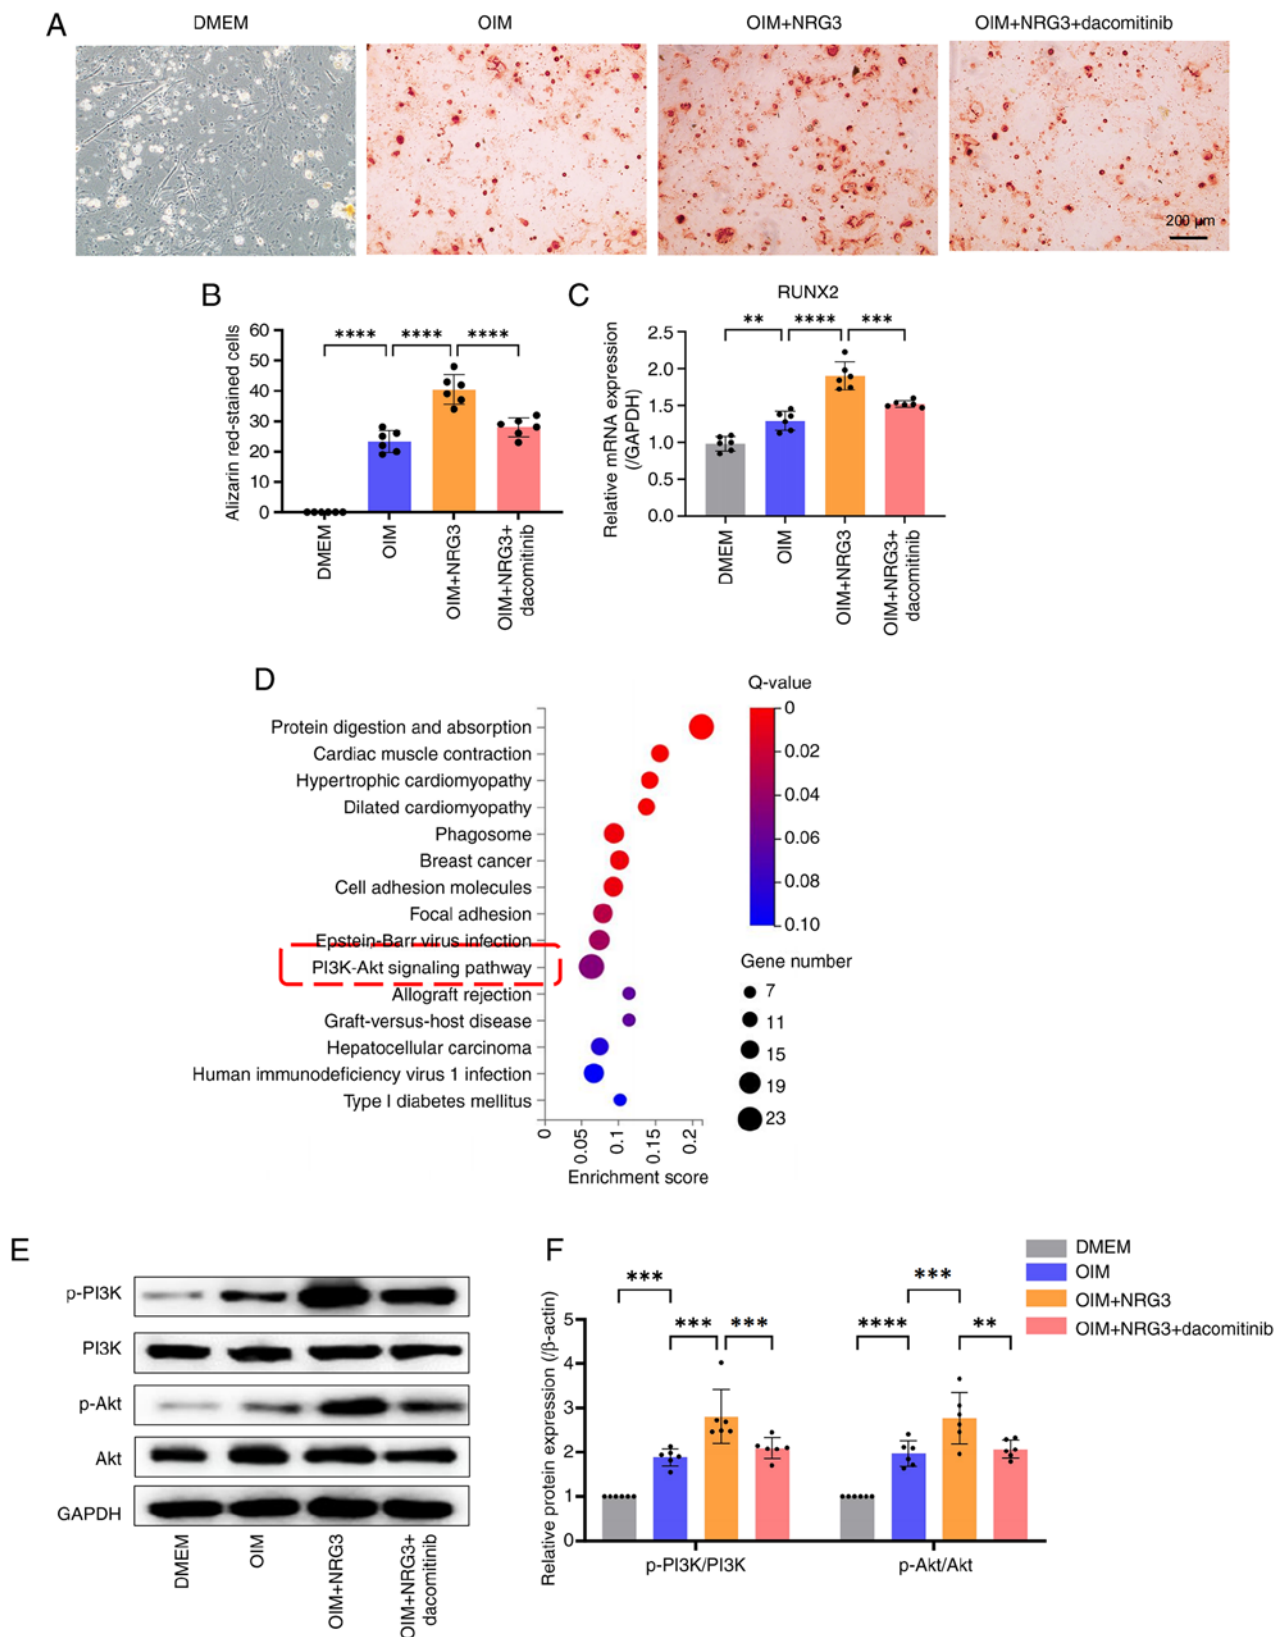 A
DMEM
OIM
OIM+NRG3
OIM+NRG3+dacomitinib
200 µm
B
Alizarin red-stained cells
60
50
40
30
20
10
0
****
****
****
DMEM
OIM
OIM+NRG3
OIM+NRG3+
dacomitinib
C
RUNX2
Relative mRNA expression
(/GAPDH)
2.5
2.0
1.5
1.0
0.5
0.0
**
****
***
DMEM
OIM
OIM+NRG3
OIM+NRG3+
dacomitinib
D
Protein digestion and absorption
Cardiac muscle contraction
Hypertrophic cardiomyopathy
Dilated cardiomyopathy
Phagosome
Breast cancer
Cell adhesion molecules
Focal adhesion
Epstein-Barr virus infection
PI3K-Akt signaling pathway
Allograft rejection
Graft-versus-host disease
Hepatocellular carcinoma
Human immunodeficiency virus 1 infection
Type I diabetes mellitus
0
0.05
0.1
0.15
0.2
Enrichment score
Q-value
0
0.02
0.04
0.06
0.08
0.10
Gene number
7
11
15
19
23
E
p-PI3K
PI3K
p-Akt
Akt
GAPDH
DMEM
OIM
OIM+NRG3
OIM+NRG3+
dacomitinib
F
DMEM
OIM
OIM+NRG3
OIM+NRG3+dacomitinib
Relative protein expression (/β-actin)
5
4
3
2
1
0
***
***
***
****
***
**
p-PI3K/PI3K
p-Akt/Akt